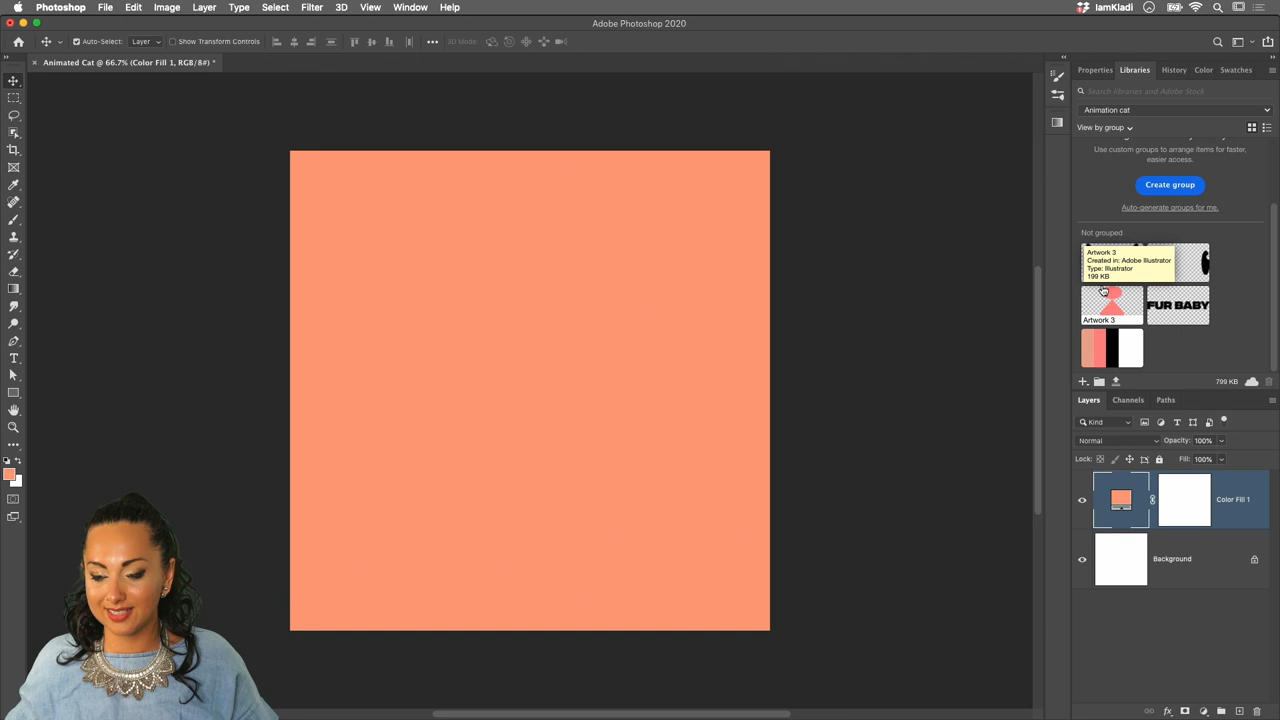 Photoshop File Edit Image Layer Type Select Filter 3D View Window Help IamKladi
Adobe Photoshop 2020
Auto-Select: Layer Show Transform Controls 3D Mode:
Animated Cat @ 66.7% (Color Fill 1, RGB/8#) *
Properties Libraries History Color Swatches
Search libraries and Adobe Stock
Animation cat
View by group
Use custom groups to arrange items for faster,
easier access.
Create group
Auto-generate groups for me.
Not grouped
Artwork 3
Created in: Adobe Illustrator
Type: Illustrator
199 KB
Artwork 3
FUR BABY
799 KB
Layers Channels Paths
Kind
Normal Opacity: 100%
Lock: Fill: 100%
Color Fill 1
Background